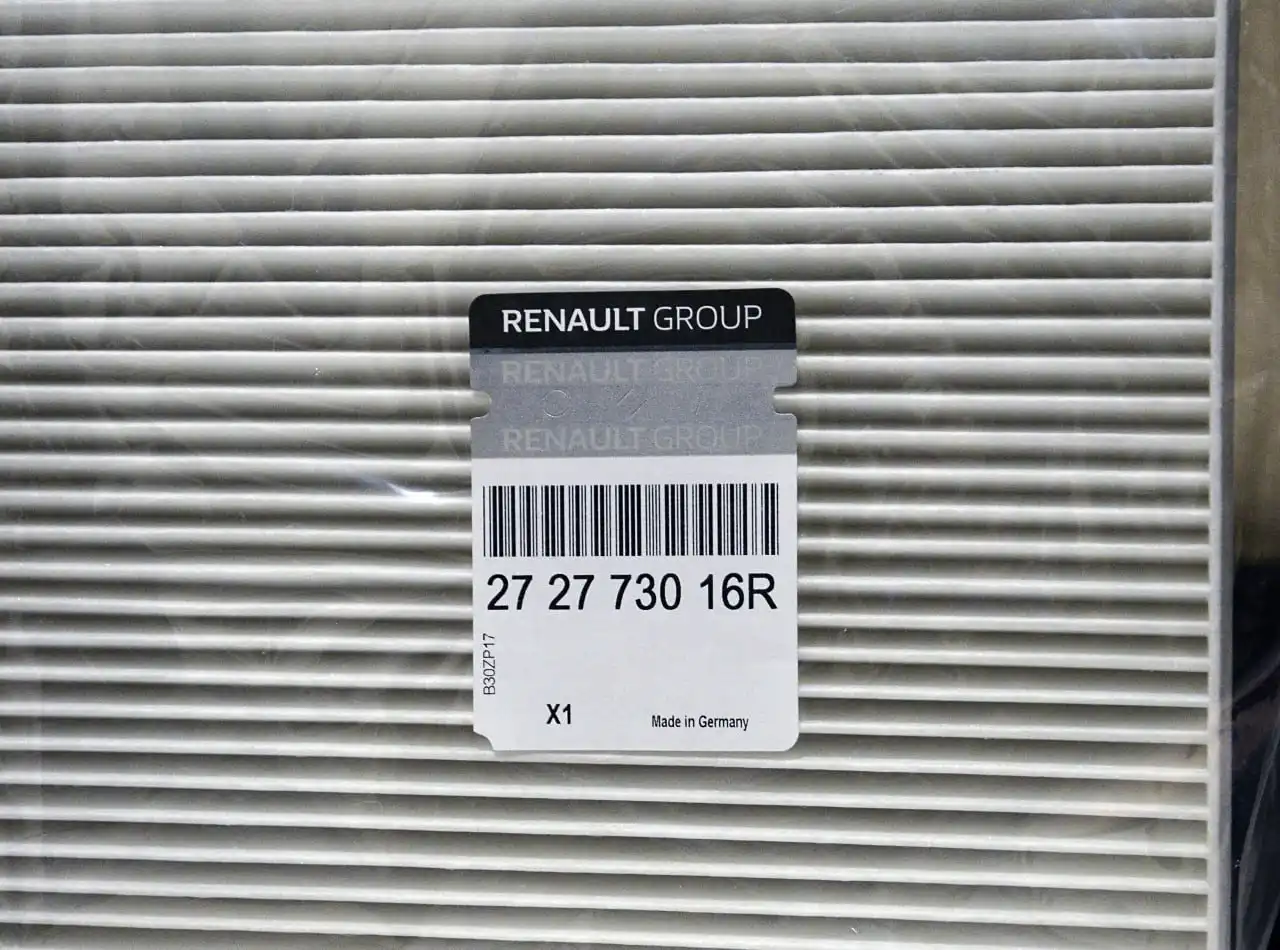 RENAULT GROUP
RENAULT GROUP
RENAULT GROUP
27 27 730 16R
B30ZP17
X1
Made in Germany